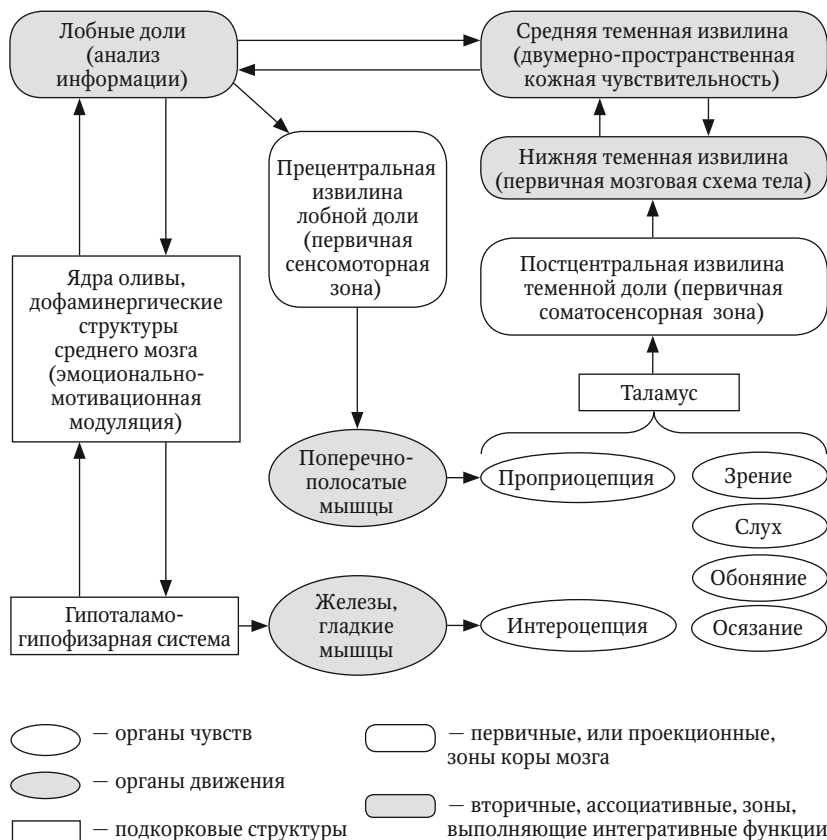 Лобные доли
(анализ
информации)
Средняя теменная извилина
(двумерно-пространственная
кожная чувствительность)
Прецентральная
извилина
лобной доли
(первичная
сенсомоторная
зона)
Нижняя теменная извилина
(первичная мозговая схема тела)
Ядра оливы,
дофаминергические
структуры
среднего мозга
(эмоционально-
мотивационная
модуляция)
Постцентральная извилина
теменной доли (первичная
соматосенсорная зона)
Таламус
Поперечно-
полосатые
мышцы
Проприоцепция
Зрение
Слух
Обоняние
Осязание
Гипоталамо-
гипофизарная система
Железы,
гладкие
мышцы
Интероцепция
— органы чувств
— органы движения
— подкорковые структуры
— первичные, или проекционные,
зоны коры мозга
— вторичные, ассоциативные, зоны,
выполняющие интегративные функции